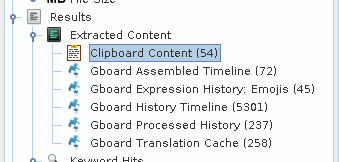 MB File Size
Results
Extracted Content
Clipboard Content (54)
Gboard Assembled Timeline (72)
Gboard Expression History: Emojis (45)
Gboard History Timeline (5301)
Gboard Processed History (237)
Gboard Translation Cache (258)
Keyword Hits